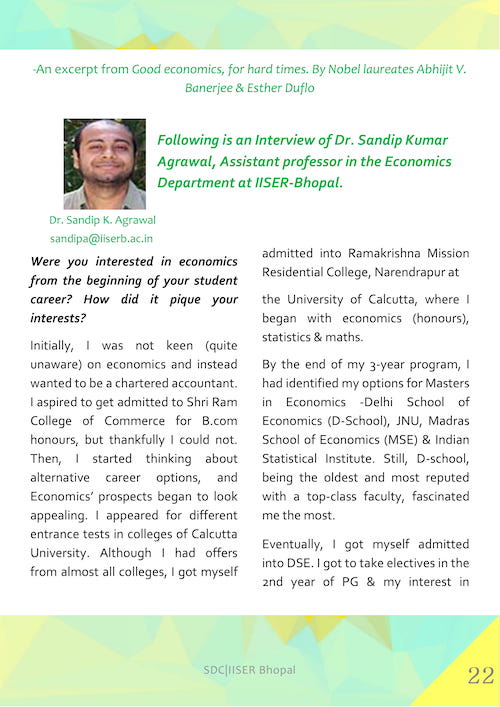 -An excerpt from Good economics, for hard times. By Nobel laureates Abhijit V.
Banerjee & Esther Duflo
Following is an Interview of Dr. Sandip Kumar
Agrawal, Assistant professor in the Economics
Department at IISER-Bhopal.
Dr. Sandip K. Agrawal
sandipa@iiserb.ac.in
Were you interested in economics
from the beginning of your student
career? How did it pique your
interests?
Initially, I was not keen (quite
unaware) on economics and instead
wanted to be a chartered accountant.
I aspired to get admitted to Shri Ram
College of Commerce for B.com
honours, but thankfully I could not.
Then, I started thinking about
alternative career options, and
Economics’ prospects began to look
appealing. I appeared for different
entrance tests in colleges of Calcutta
University. Although I had offers
from almost all colleges, I got myself
admitted into Ramakrishna Mission
Residential College, Narendrapur at
the University of Calcutta, where I
began with economics (honours),
statistics & maths.
By the end of my 3-year program, I
had identified my options for Masters
in Economics -Delhi School of
Economics (D-School), JNU, Madras
School of Economics (MSE) & Indian
Statistical Institute. Still, D-school,
being the oldest and most reputed
with a top-class faculty, fascinated
me the most.
Eventually, I got myself admitted
into DSE. I got to take electives in the
2nd year of PG & my interest in
SDC|IISER Bhopal
22